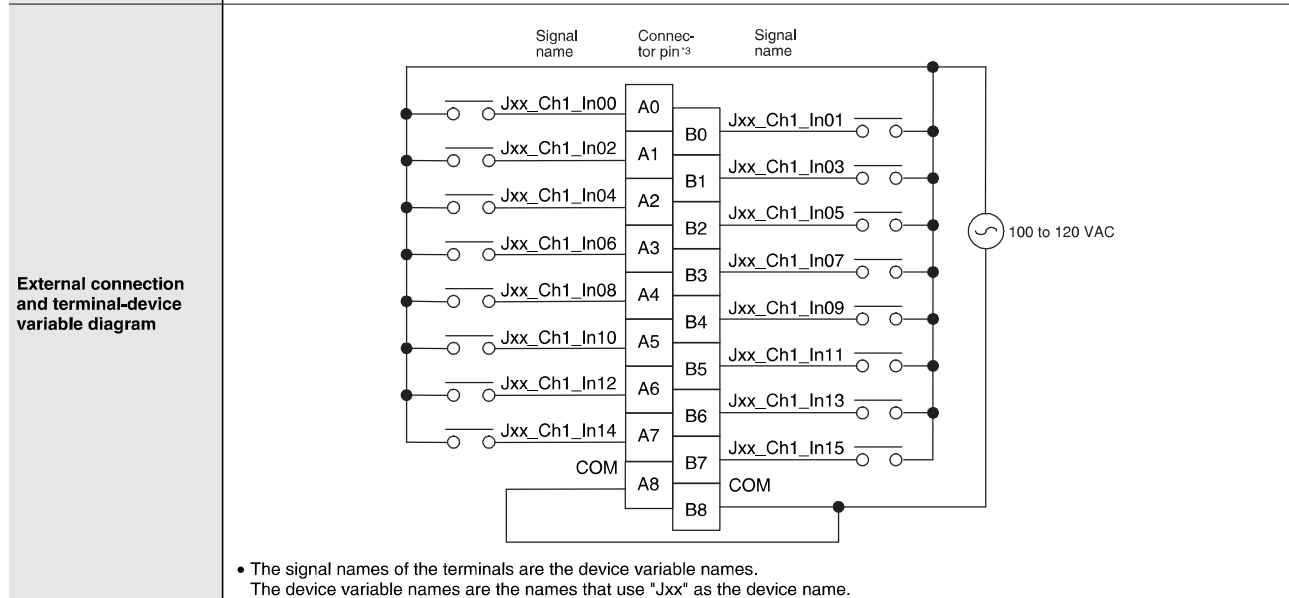 External connection
and terminal-device
variable diagram
Signal
name
Connec-
tor pin*3
Signal
name
Jxx_Ch1_In00
A0
B0
Jxx_Ch1_In01
Jxx_Ch1_In02
A1
B1
Jxx_Ch1_In03
Jxx_Ch1_In04
A2
B2
Jxx_Ch1_In05
Jxx_Ch1_In06
A3
B3
Jxx_Ch1_In07
Jxx_Ch1_In08
A4
B4
Jxx_Ch1_In09
Jxx_Ch1_In10
A5
B5
Jxx_Ch1_In11
Jxx_Ch1_In12
A6
B6
Jxx_Ch1_In13
Jxx_Ch1_In14
A7
B7
Jxx_Ch1_In15
COM
A8
B8
COM
100 to 120 VAC
• The signal names of the terminals are the device variable names.
The device variable names are the names that use "Jxx" as the device name.